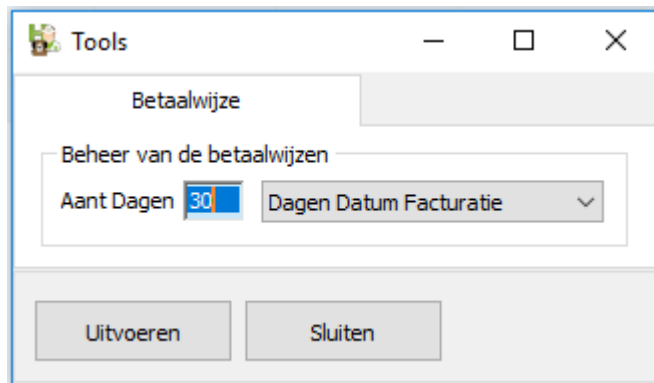 Tools
Betaalwijze
Beheer van de betaalwijzen
Aant Dagen 30 Dagen Datum Facturatie
Uitvoeren Sluiten